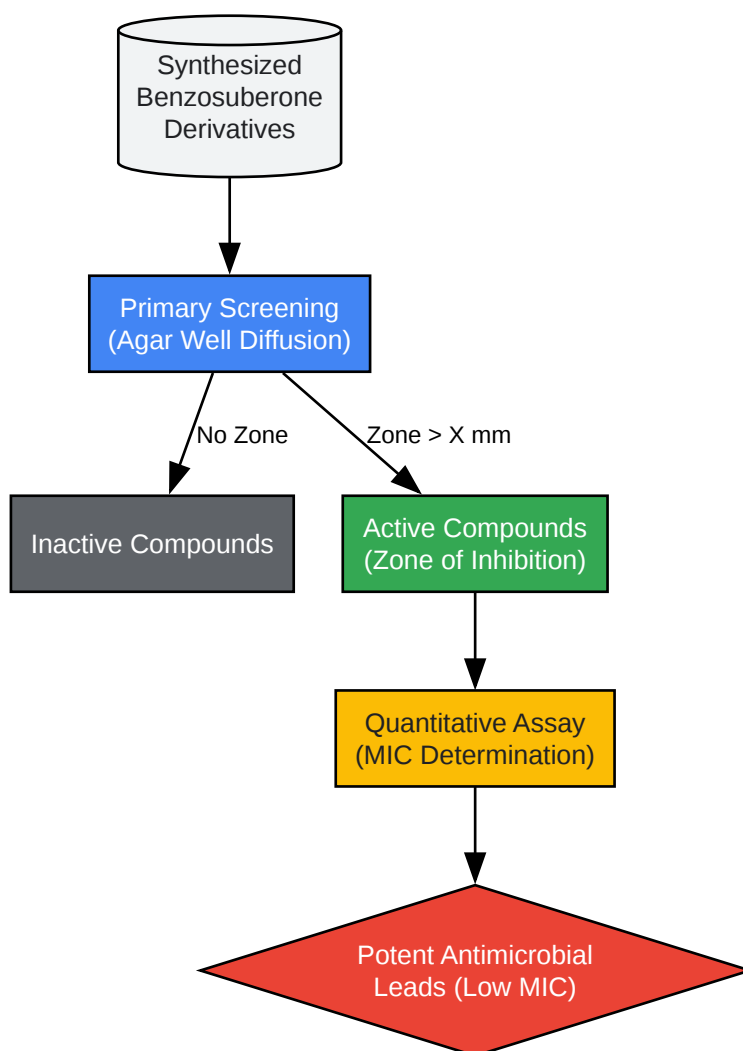 Synthesized
Benzosuberone
Derivatives
Primary Screening
(Agar Well Diffusion)
No Zone
Zone > X mm
Inactive Compounds
Active Compounds
(Zone of Inhibition)
Quantitative Assay
(MIC Determination)
Potent Antimicrobial
Leads (Low MIC)